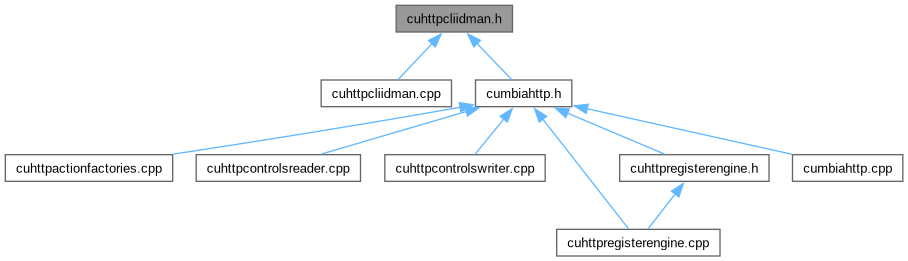 cuhttpcliidman.h
cuhttpcliidman.cpp
cumbiahttp.h
cuhttpactionfactories.cpp
cuhttpcontrolsreader.cpp
cuhttpcontrolswriter.cpp
cuhttpregisterengine.h
cumbiahttp.cpp
cuhttpregisterengine.cpp